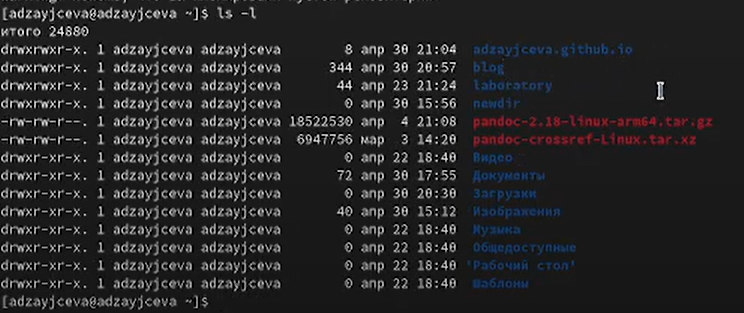 [adzayjceva@adzayjceva ~]$ ls -l
итого 24880
drwxrwxr-x. 1 adzayjceva adzayjceva        8 апр 30 21:04  adzayjceva.github.io
drwxrwxr-x. 1 adzayjceva adzayjceva      344 апр 30 20:57  blog
drwxrwxr-x. 1 adzayjceva adzayjceva       44 апр 23 21:24  laboratory
drwxrwxr-x. 1 adzayjceva adzayjceva        0 апр 30 15:56  newdir
-rw-rw-r--. 1 adzayjceva adzayjceva 18522530 апр  4 21:08  pandoc-2.18-linux-arm64.tar.gz
-rw-rw-r--. 1 adzayjceva adzayjceva  6947756 мар  3 14:20  pandoc-crossref-Linux.tar.xz
drwxr-xr-x. 1 adzayjceva adzayjceva        0 апр 22 18:40  Видео
drwxr-xr-x. 1 adzayjceva adzayjceva       72 апр 30 17:55  Документы
drwxr-xr-x. 1 adzayjceva adzayjceva        0 апр 30 20:30  Загрузки
drwxr-xr-x. 1 adzayjceva adzayjceva       40 апр 30 15:12  Изображения
drwxr-xr-x. 1 adzayjceva adzayjceva        0 апр 22 18:40  Музыка
drwxr-xr-x. 1 adzayjceva adzayjceva        0 апр 22 18:40  Общедоступные
drwxr-xr-x. 1 adzayjceva adzayjceva        0 апр 22 18:40 'Рабочий стол'
drwxr-xr-x. 1 adzayjceva adzayjceva        0 апр 22 18:40  Шаблоны
[adzayjceva@adzayjceva ~]$